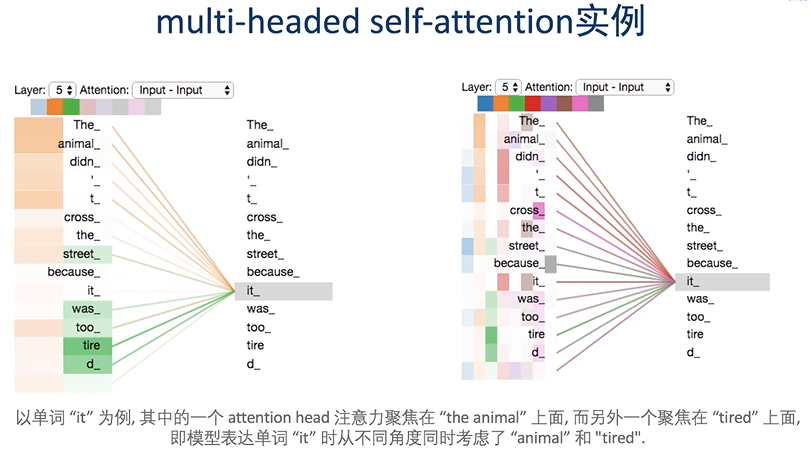 multi-headed self-attention实例
Layer: 5 Attention: Input - Input
The_ The_
animal_ animal_
didn_ didn_
'_ '_
t_ t_
cross_ cross_
the_ the_
street_ street_
because_ because_
it_ it_
was_ was_
too_ too_
tire tire
d_ d_
Layer: 5 Attention: Input - Input
The_ The_
animal_ animal_
didn_ didn_
'_ '_
t_ t_
cross_ cross_
the_ the_
street_ street_
because_ because_
it_ it_
was_ was_
too_ too_
tire tire
d_ d_
以单词 “it” 为例, 其中的一个 attention head 注意力聚焦在 “the animal” 上面, 而另外一个聚焦在 “tired” 上面,
即模型表达单词 “it” 时从不同角度同时考虑了 “animal” 和 "tired".